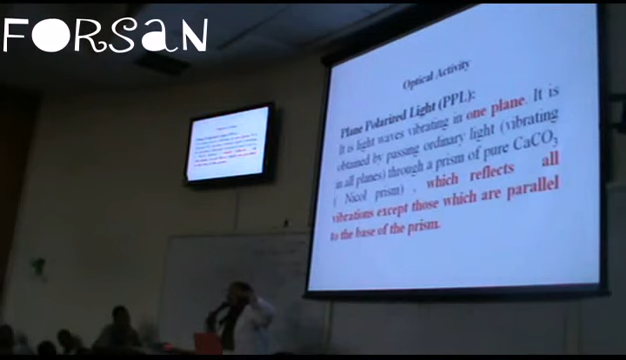 FORSAN
Optical Activity
Plane Polarized Light (PPL):
It is light waves vibrating in one plane. It is
obtained by passing ordinary light (vibrating
in all planes) through a prism of pure CaCO3
( Nicol prism) , which reflects all
vibrations except those which are parallel
to the base of the prism.